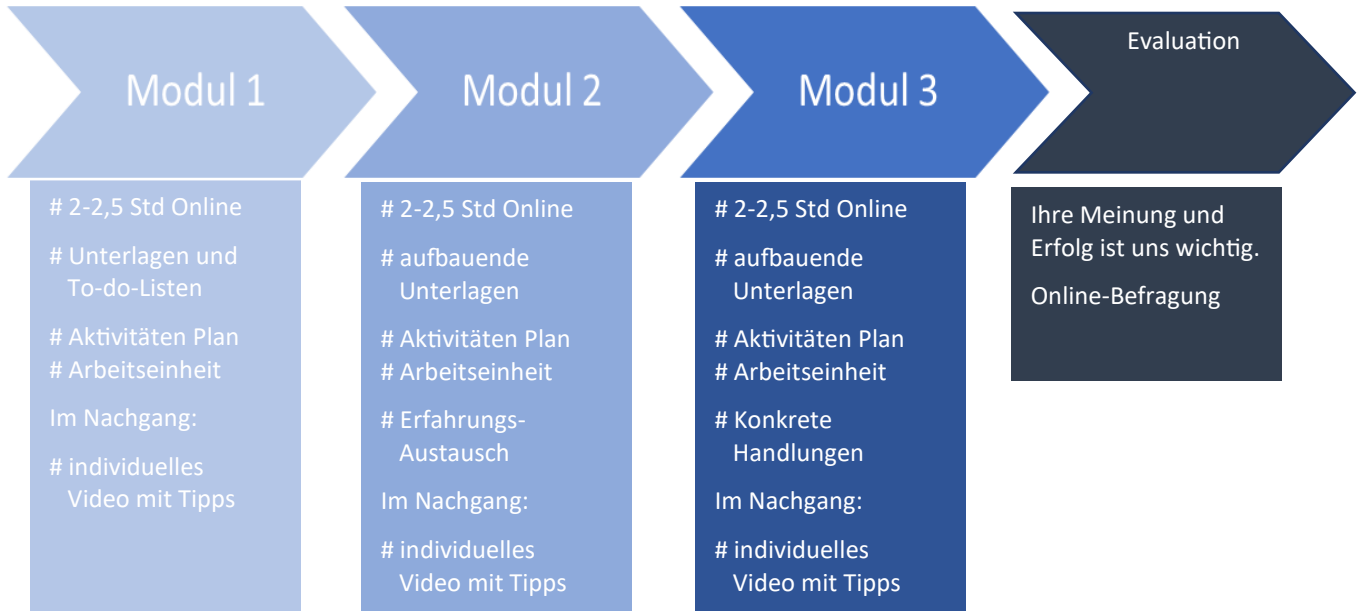 Modul 1
Modul 2
Modul 3
Evaluation
# 2-2,5 Std Online
# Unterlagen und
To-do-Listen
# Aktivitäten Plan
# Arbeitseinheit
Im Nachgang:
# individuelles
Video mit Tipps
# 2-2,5 Std Online
# aufbauende
Unterlagen
# Aktivitäten Plan
# Arbeitseinheit
# Erfahrungs-
Austausch
Im Nachgang:
# individuelles
Video mit Tipps
# 2-2,5 Std Online
# aufbauende
Unterlagen
# Aktivitäten Plan
# Arbeitseinheit
# Konkrete
Handlungen
Im Nachgang:
# individuelles
Video mit Tipps
Ihre Meinung und
Erfolg ist uns wichtig.
Online-Befragung